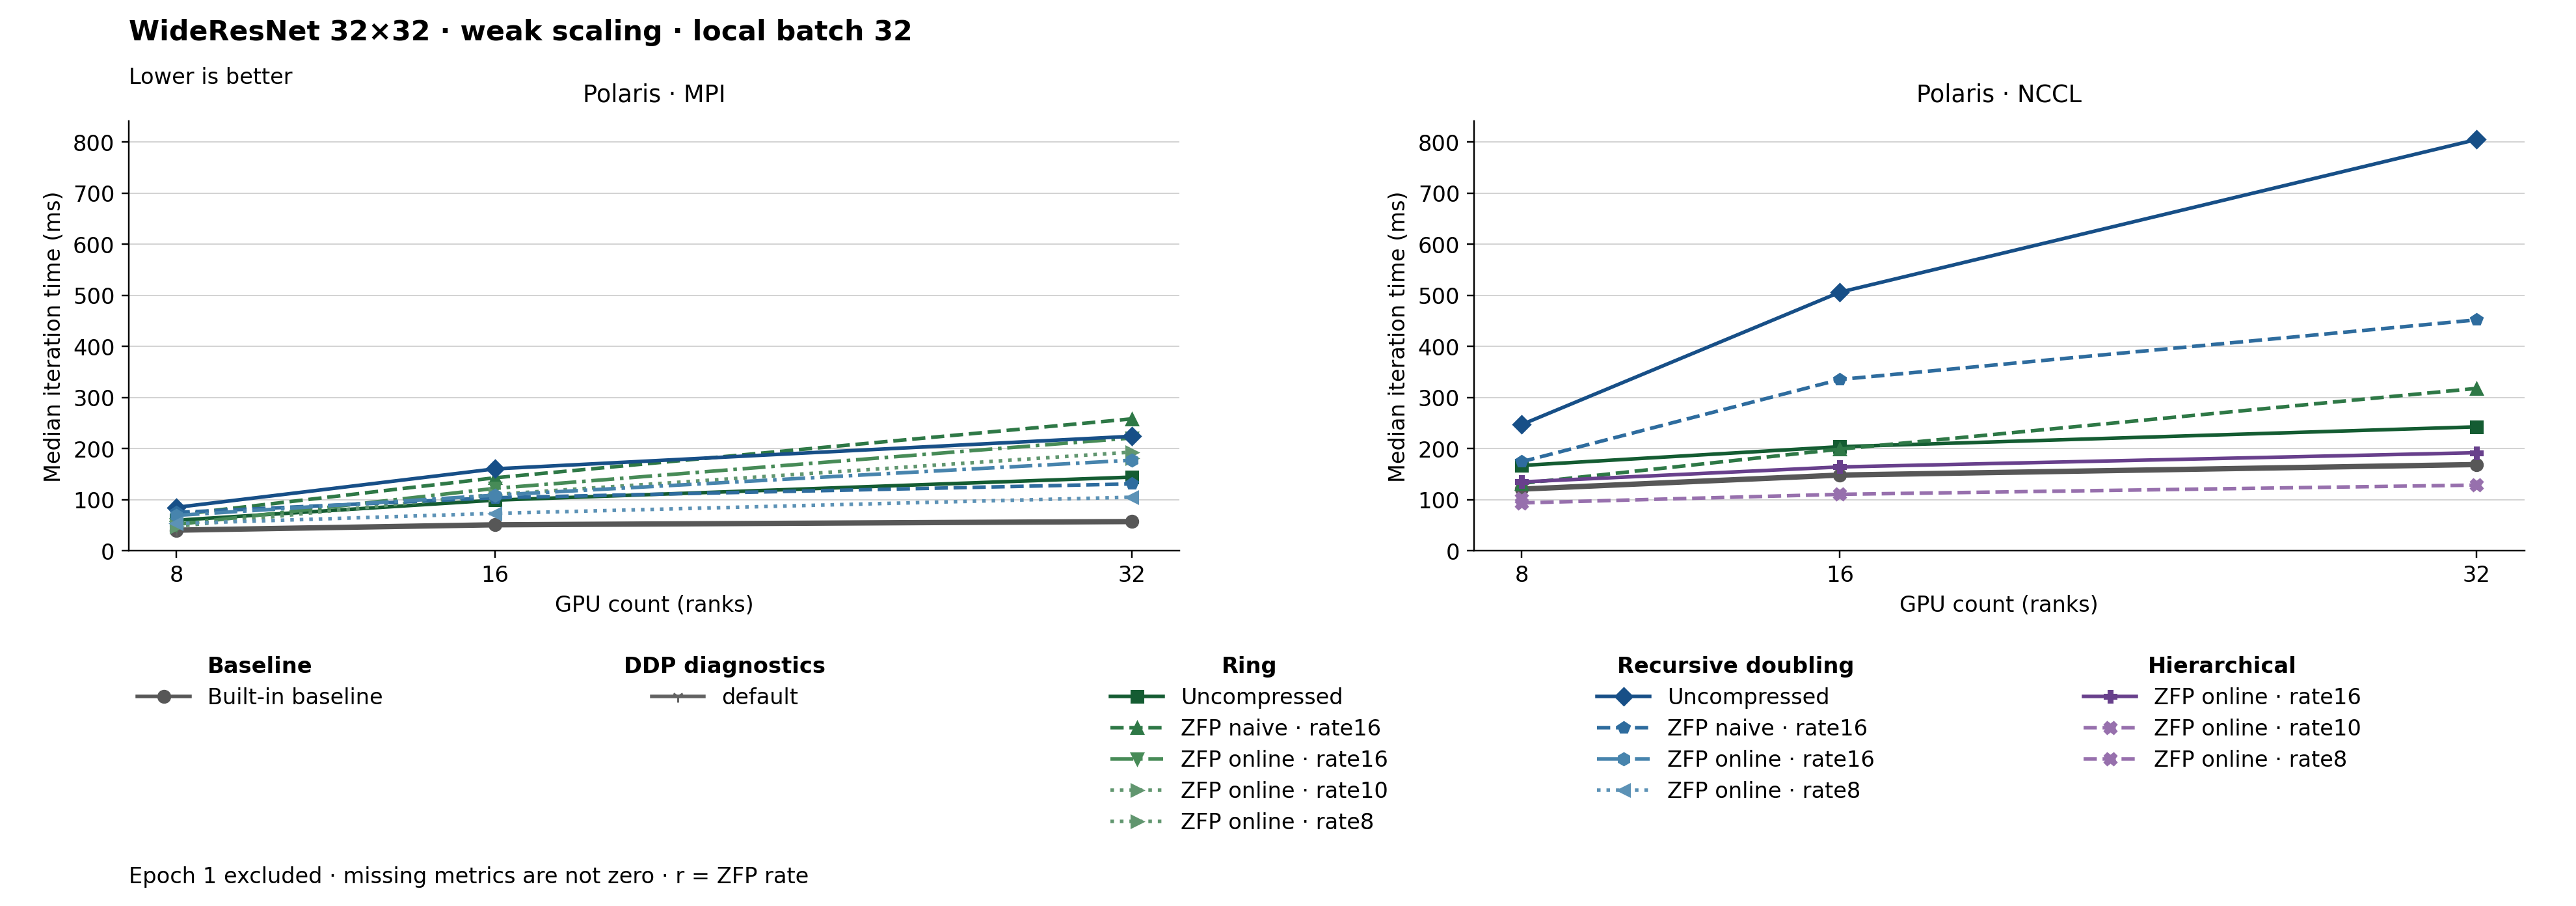 WideResNet 32×32 · weak scaling · local batch 32
Lower is better
Polaris · MPI
800
700
600
500
400
300
200
100
0
Median iteration time (ms)
8
16
32
GPU count (ranks)
Polaris · NCCL
800
700
600
500
400
300
200
100
0
Median iteration time (ms)
8
16
32
GPU count (ranks)
Baseline
Built-in baseline
DDP diagnostics
default
Ring
Uncompressed
ZFP naive · rate16
ZFP online · rate16
ZFP online · rate10
ZFP online · rate8
Recursive doubling
Uncompressed
ZFP naive · rate16
ZFP online · rate16
ZFP online · rate8
Hierarchical
ZFP online · rate16
ZFP online · rate10
ZFP online · rate8
Epoch 1 excluded · missing metrics are not zero · r = ZFP rate